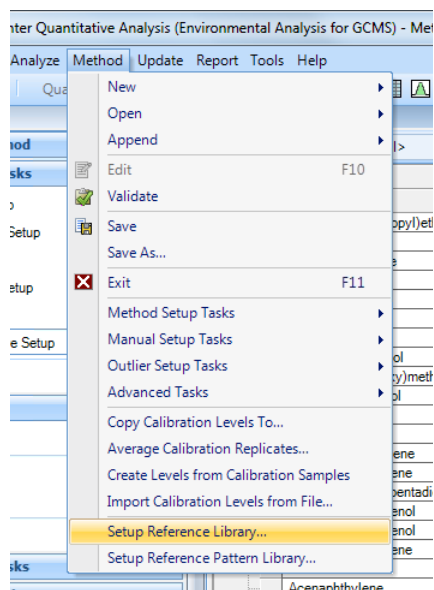 nter Quantitative Analysis (Environmental Analysis for GCMS) - Met
Analyze Method Update Report Tools Help
Qua
New
Open
Append
Edit F10
Validate
Save
Save As...
Exit F11
Method Setup Tasks
Manual Setup Tasks
Outlier Setup Tasks
Advanced Tasks
Copy Calibration Levels To...
Average Calibration Replicates...
Create Levels from Calibration Samples
Import Calibration Levels from File...
Setup Reference Library...
Setup Reference Pattern Library...
sks
Setup
etup
e Setup
sks
opyl)eth
ol
xy)meth
ol
ene
ene
pentadi
enol
enol
ene
Acenaphthylene